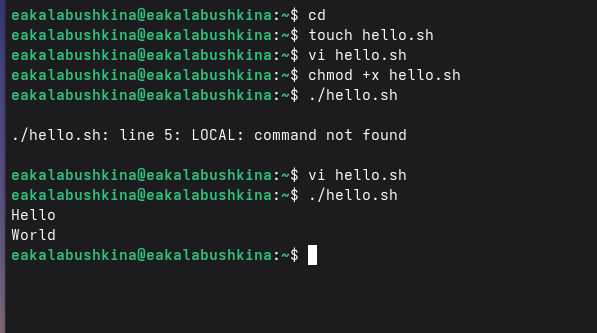 eakalabushkina@eakalabushkina:~$ cd
eakalabushkina@eakalabushkina:~$ touch hello.sh
eakalabushkina@eakalabushkina:~$ vi hello.sh
eakalabushkina@eakalabushkina:~$ chmod +x hello.sh
eakalabushkina@eakalabushkina:~$ ./hello.sh
./hello.sh: line 5: LOCAL: command not found
eakalabushkina@eakalabushkina:~$ vi hello.sh
eakalabushkina@eakalabushkina:~$ ./hello.sh
Hello
World
eakalabushkina@eakalabushkina:~$